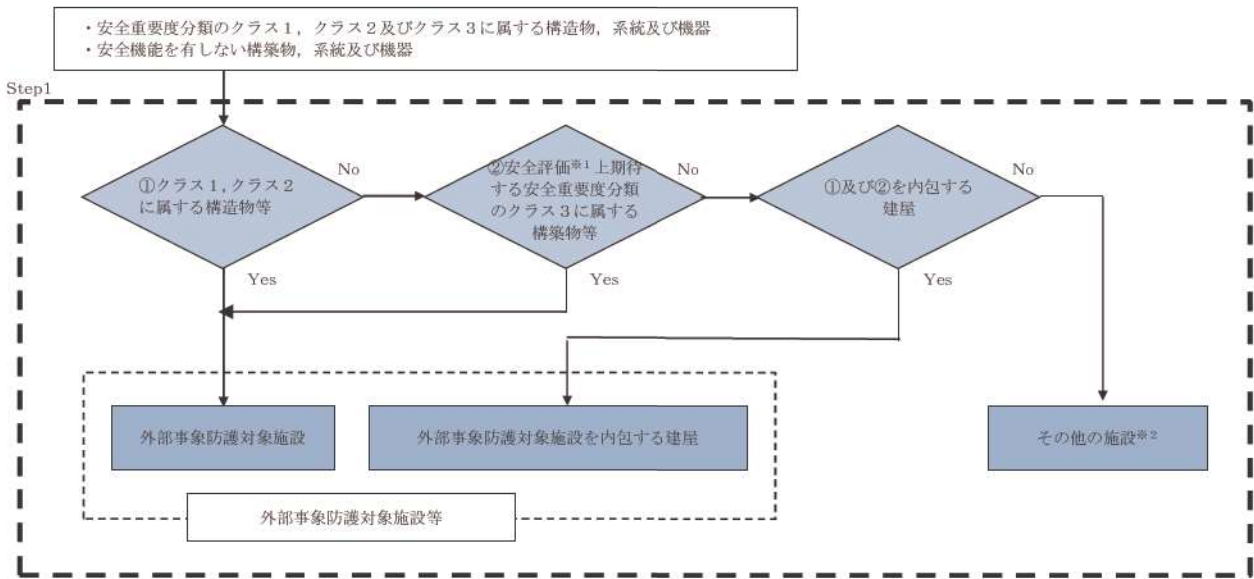 ・安全重要度分類のクラス１，クラス２及びクラス３に属する構造物，系統及び機器
・安全機能を有しない構築物，系統及び機器
Step1
①クラス１，クラス２
に属する構造物等
No
②安全評価※１上期待
する安全重要度分類
のクラス３に属する
構築物等
No
①及び②を内包する
建屋
No
Yes
Yes
Yes
外部事象防護対象施設
外部事象防護対象施設を内包する建屋
その他の施設※２
外部事象防護対象施設等